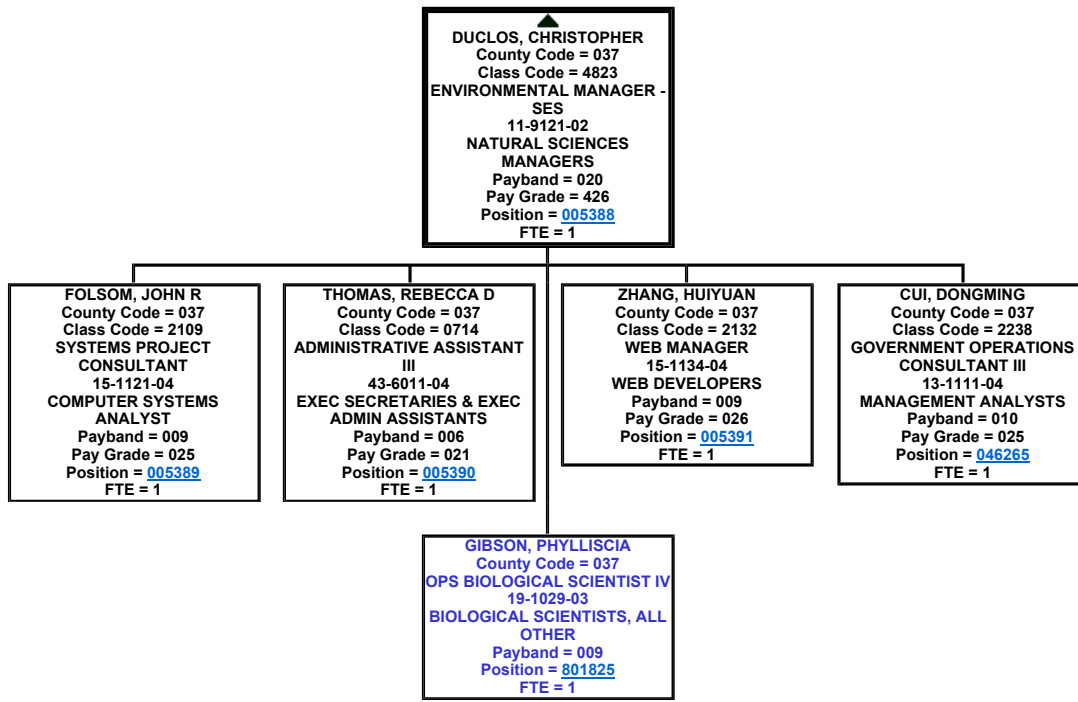 DUCLOS, CHRISTOPHER
County Code = 037
Class Code = 4823
ENVIRONMENTAL MANAGER -
SES
11-9121-02
NATURAL SCIENCES
MANAGERS
Payband = 020
Pay Grade = 426
Position = 005388
FTE = 1
FOLSOM, JOHN R
County Code = 037
Class Code = 2109
SYSTEMS PROJECT
CONSULTANT
15-1121-04
COMPUTER SYSTEMS
ANALYST
Payband = 009
Pay Grade = 025
Position = 005389
FTE = 1
THOMAS, REBECCA D
County Code = 037
Class Code = 0714
ADMINISTRATIVE ASSISTANT
III
43-6011-04
EXEC SECRETARIES & EXEC
ADMIN ASSISTANTS
Payband = 006
Pay Grade = 021
Position = 005390
FTE = 1
ZHANG, HUIYUAN
County Code = 037
Class Code = 2132
WEB MANAGER
15-1134-04
WEB DEVELOPERS
Payband = 009
Pay Grade = 026
Position = 005391
FTE = 1
CUI, DONGMING
County Code = 037
Class Code = 2238
GOVERNMENT OPERATIONS
CONSULTANT III
13-1111-04
MANAGEMENT ANALYSTS
Payband = 010
Pay Grade = 025
Position = 046265
FTE = 1
GIBSON, PHYLLISCIA
County Code = 037
OPS BIOLOGICAL SCIENTIST IV
19-1029-03
BIOLOGICAL SCIENTISTS, ALL
OTHER
Payband = 009
Position = 801825
FTE = 1